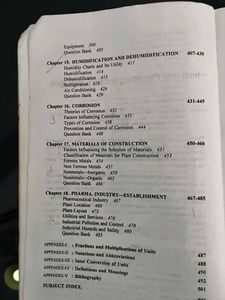 Equipment 390
Question Bank 405
Chapter 15. HUMIDIFICATION AND DEHUMIDIFICATION 407-430
Humidity Charts and Its Utility 411
Humidification 414
Dehumidification 415
Refrigeration 418
Air Conditioning 424
Question Bank 429
Chapter 16. CORROSION 431-449
Theories of Corrosion 432
Factors Influencing Corrosion 435
Types of Corrosion 438
Prevention and Control of Corrosion 444
Question Bank 448
Chapter 17. MATERIALS OF CONSTRUCTION 450-466
Factors Influencing the Selection of Materials 451
Classification of Materials for Plant Construction 453
Ferrous Metals 454
Non Ferrous Metals 457
Nonmetals—Inorganic 459
Nonmetals—Organic 462
Question Bank 466
Chapter 18. PHARMA. INDUSTRY—ESTABLISHMENT 467-485
Pharmaceutical Industry 467
Plant Location 468
Plant Layout 473
Utilities and Services 476
Industrial Pollution and Control 478
Industrial Hazards and Safety 480
Question Bank 485
APPENDIX-I : Fractions and Multiplications of Units 487
APPENDIX-II : Notations and Abbreviations 488
APPENDIX-III : Inter Conversion of Units 490
APPENDIX-IV : Definitions and Meanings 492
APPENDIX-V : Bibliography 501
SUBJECT INDEX